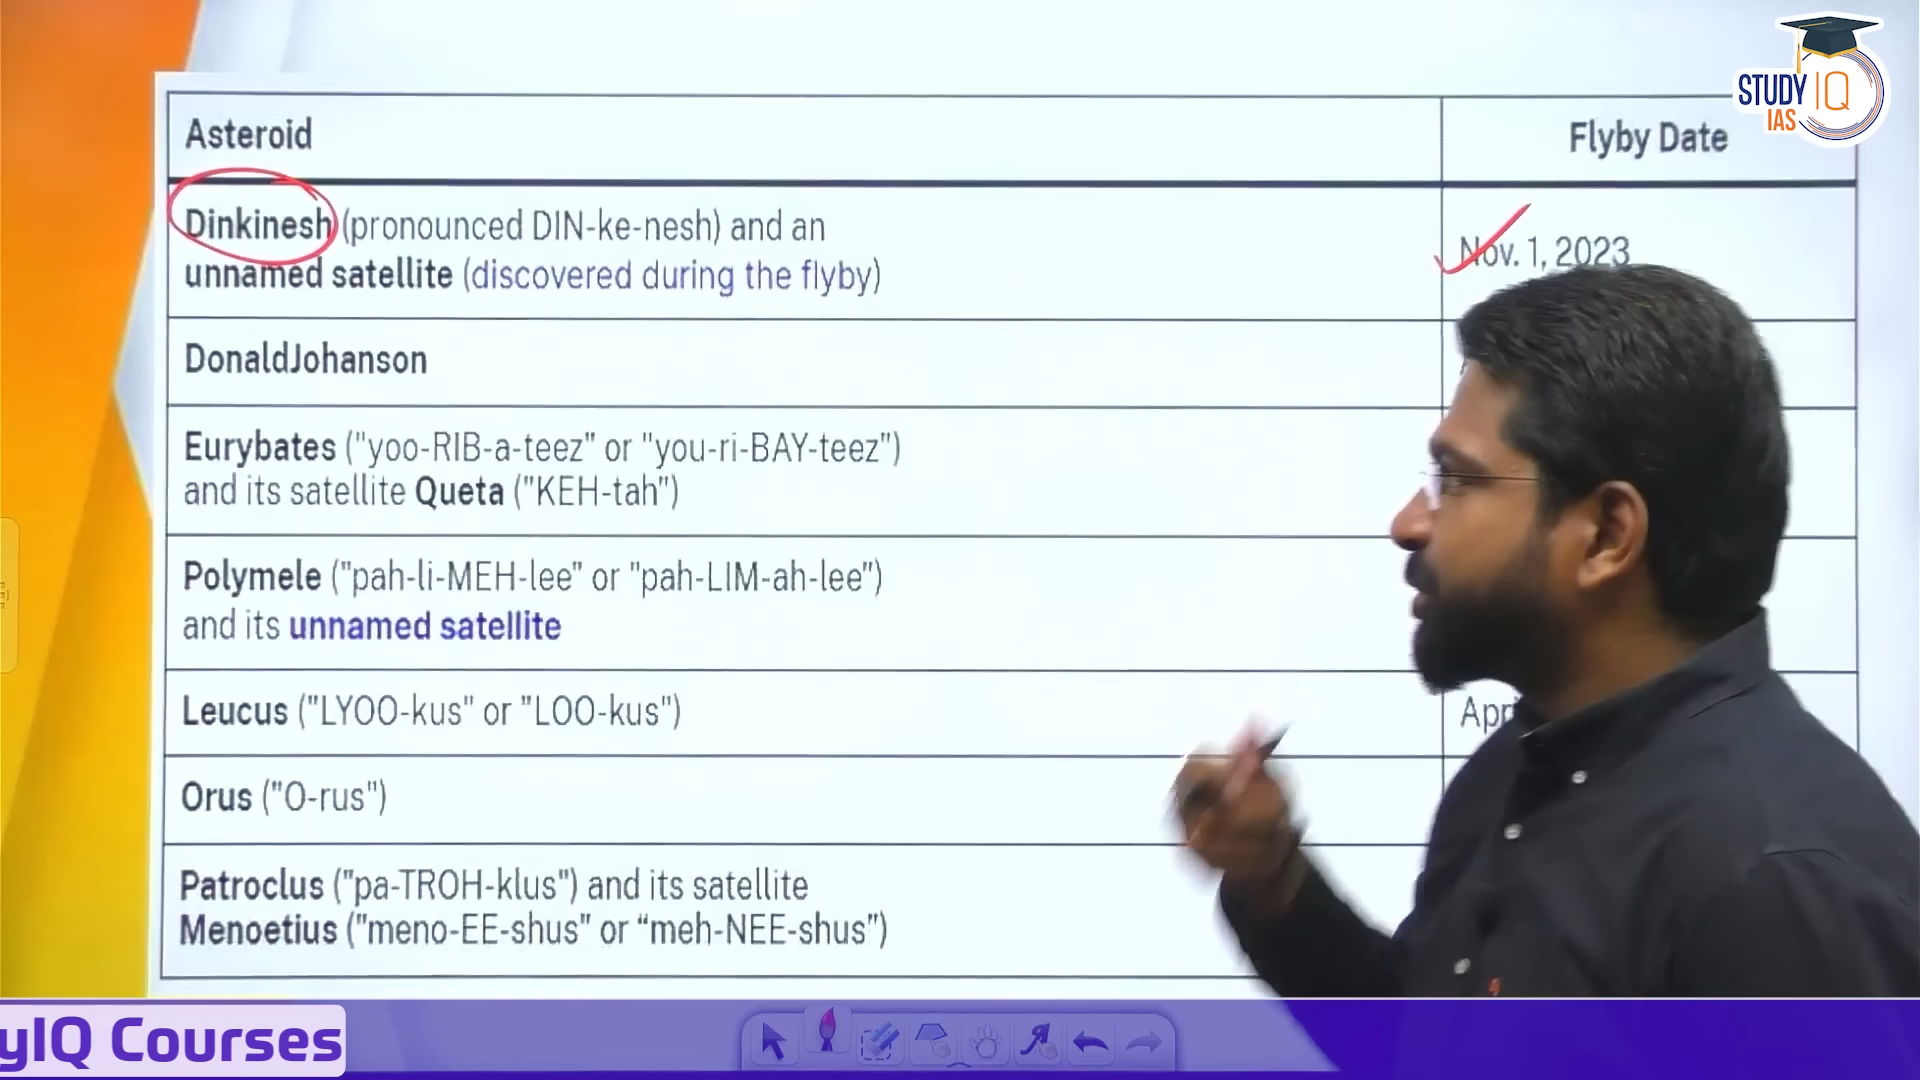 STUDY IQ
IAS
Asteroid
Flyby Date
Dinkinesh (pronounced DIN-ke-nesh) and an
unnamed satellite (discovered during the flyby)
Nov. 1, 2023
DonaldJohanson
Eurybates ("yoo-RIB-a-teez" or "you-ri-BAY-teez")
and its satellite Queta ("KEH-tah")
Polymele ("pah-li-MEH-lee" or "pah-LIM-ah-lee")
and its unnamed satellite
Leucus ("LYOO-kus" or "LOO-kus")
Orus ("O-rus")
Patroclus ("pa-TROH-klus") and its satellite
Menoetius ("meno-EE-shus" or “meh-NEE-shus")
yIQ Courses